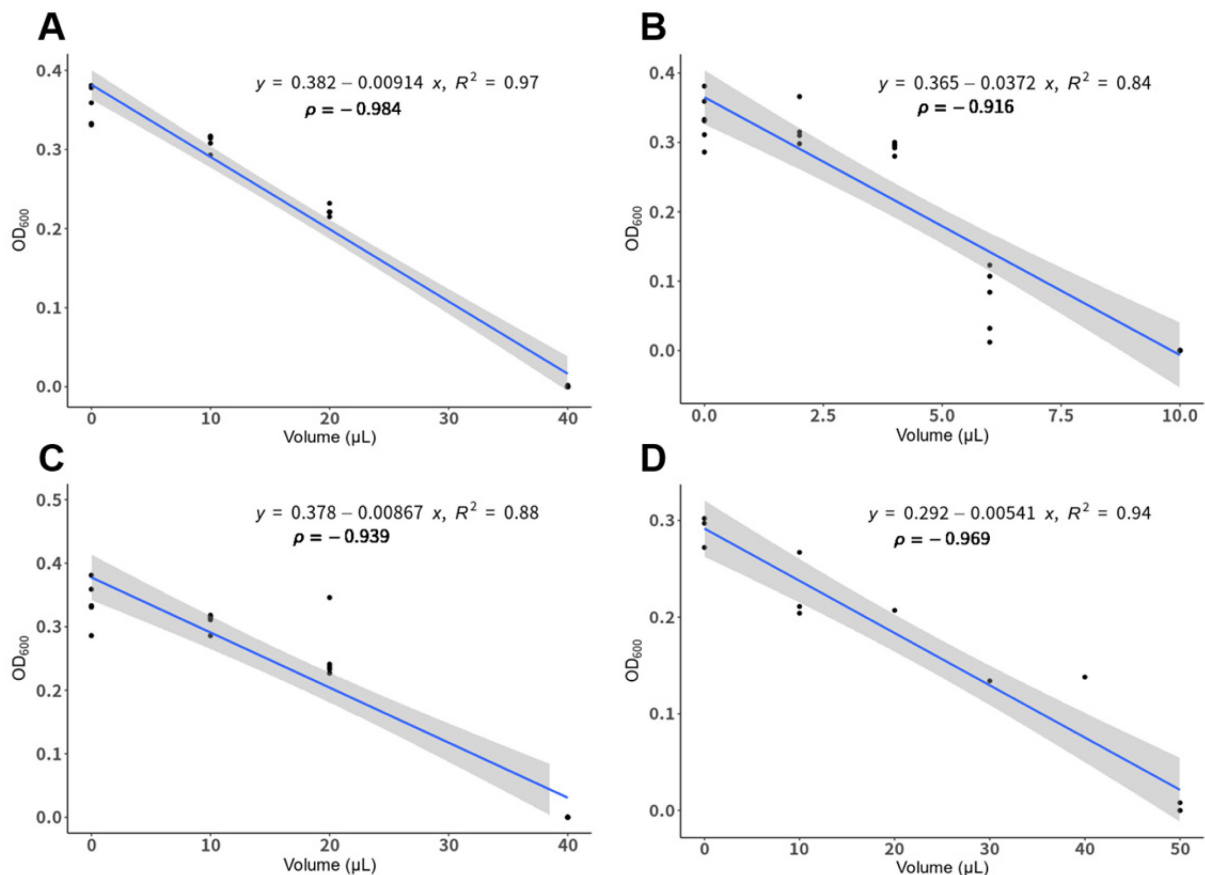 A
y = 0.382 − 0.00914 x, R² = 0.97
ρ = − 0.984
0.4
0.3
0.2
0.1
0.0
OD₆₀₀
0 10 20 30 40
Volume (µL)
B
y = 0.365 − 0.0372 x, R² = 0.84
ρ = − 0.916
0.4
0.3
0.2
0.1
0.0
OD₆₀₀
0.0 2.5 5.0 7.5 10.0
Volume (µL)
C
y = 0.378 − 0.00867 x, R² = 0.88
ρ = − 0.939
0.5
0.4
0.3
0.2
0.1
0.0
OD₆₀₀
0 10 20 30 40
Volume (µL)
D
y = 0.292 − 0.00541 x, R² = 0.94
ρ = − 0.969
0.3
0.2
0.1
0.0
OD₆₀₀
0 10 20 30 40 50
Volume (µL)